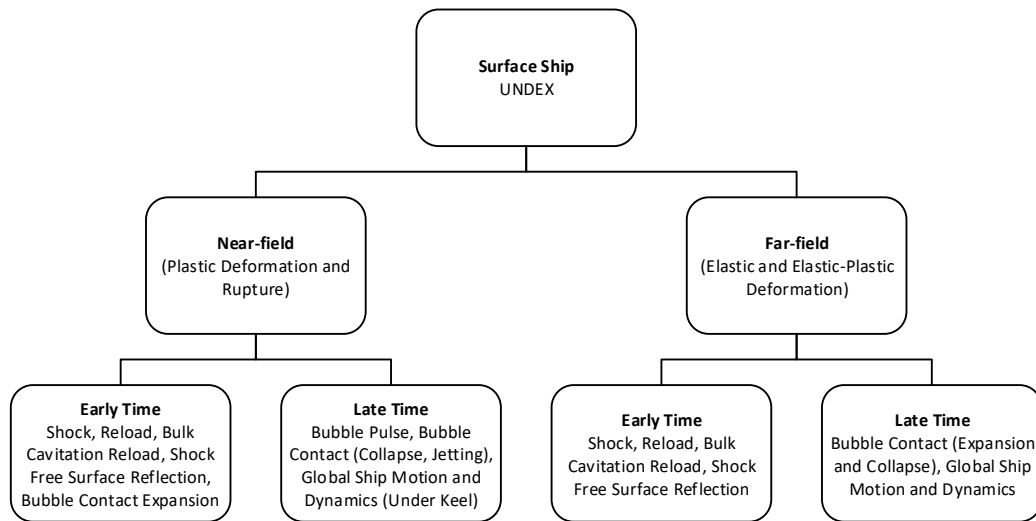 Surface Ship
UNDEX
Near-field
(Plastic Deformation and
Rupture)
Far-field
(Elastic and Elastic-Plastic
Deformation)
Early Time
Shock, Reload, Bulk
Cavitation Reload, Shock
Free Surface Reflection,
Bubble Contact Expansion
Late Time
Bubble Pulse, Bubble
Contact (Collapse, Jetting),
Global Ship Motion and
Dynamics (Under Keel)
Early Time
Shock, Reload, Bulk
Cavitation Reload, Shock
Free Surface Reflection
Late Time
Bubble Contact (Expansion
and Collapse), Global Ship
Motion and Dynamics